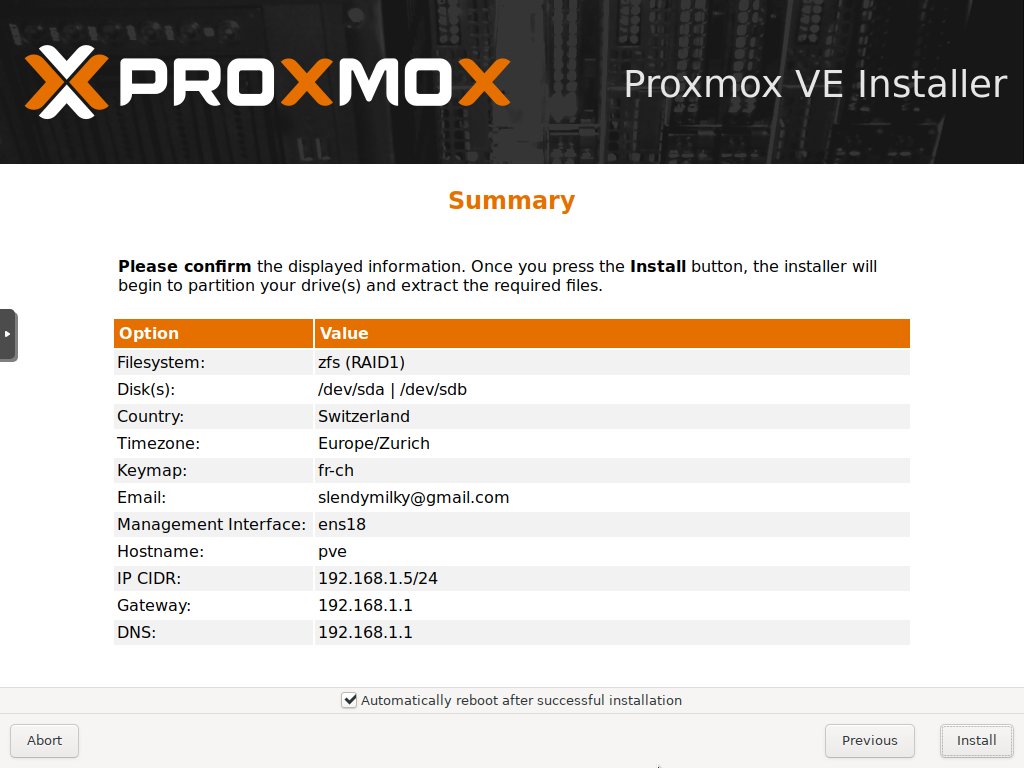 PROXMOX
Proxmox VE Installer
Summary
Please confirm the displayed information. Once you press the Install button, the installer will
begin to partition your drive(s) and extract the required files.
Option Value
Filesystem: zfs (RAID1)
Disk(s): /dev/sda | /dev/sdb
Country: Switzerland
Timezone: Europe/Zurich
Keymap: fr-ch
Email: slendymilky@gmail.com
Management Interface: ens18
Hostname: pve
IP CIDR: 192.168.1.5/24
Gateway: 192.168.1.1
DNS: 192.168.1.1
Automatically reboot after successful installation
Abort Previous Install